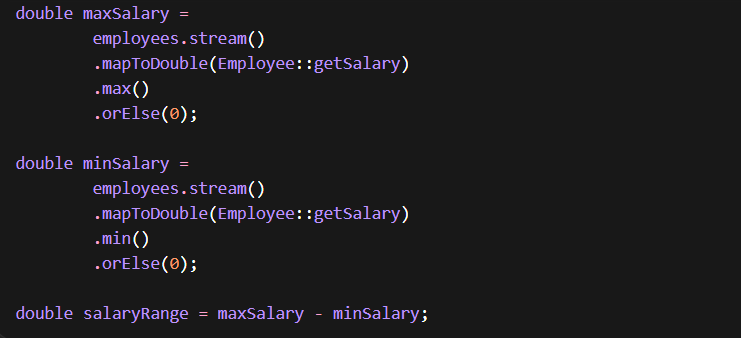 double maxSalary =
        employees.stream()
        .mapToDouble(Employee::getSalary)
        .max()
        .orElse(0);

double minSalary =
        employees.stream()
        .mapToDouble(Employee::getSalary)
        .min()
        .orElse(0);

double salaryRange = maxSalary - minSalary;